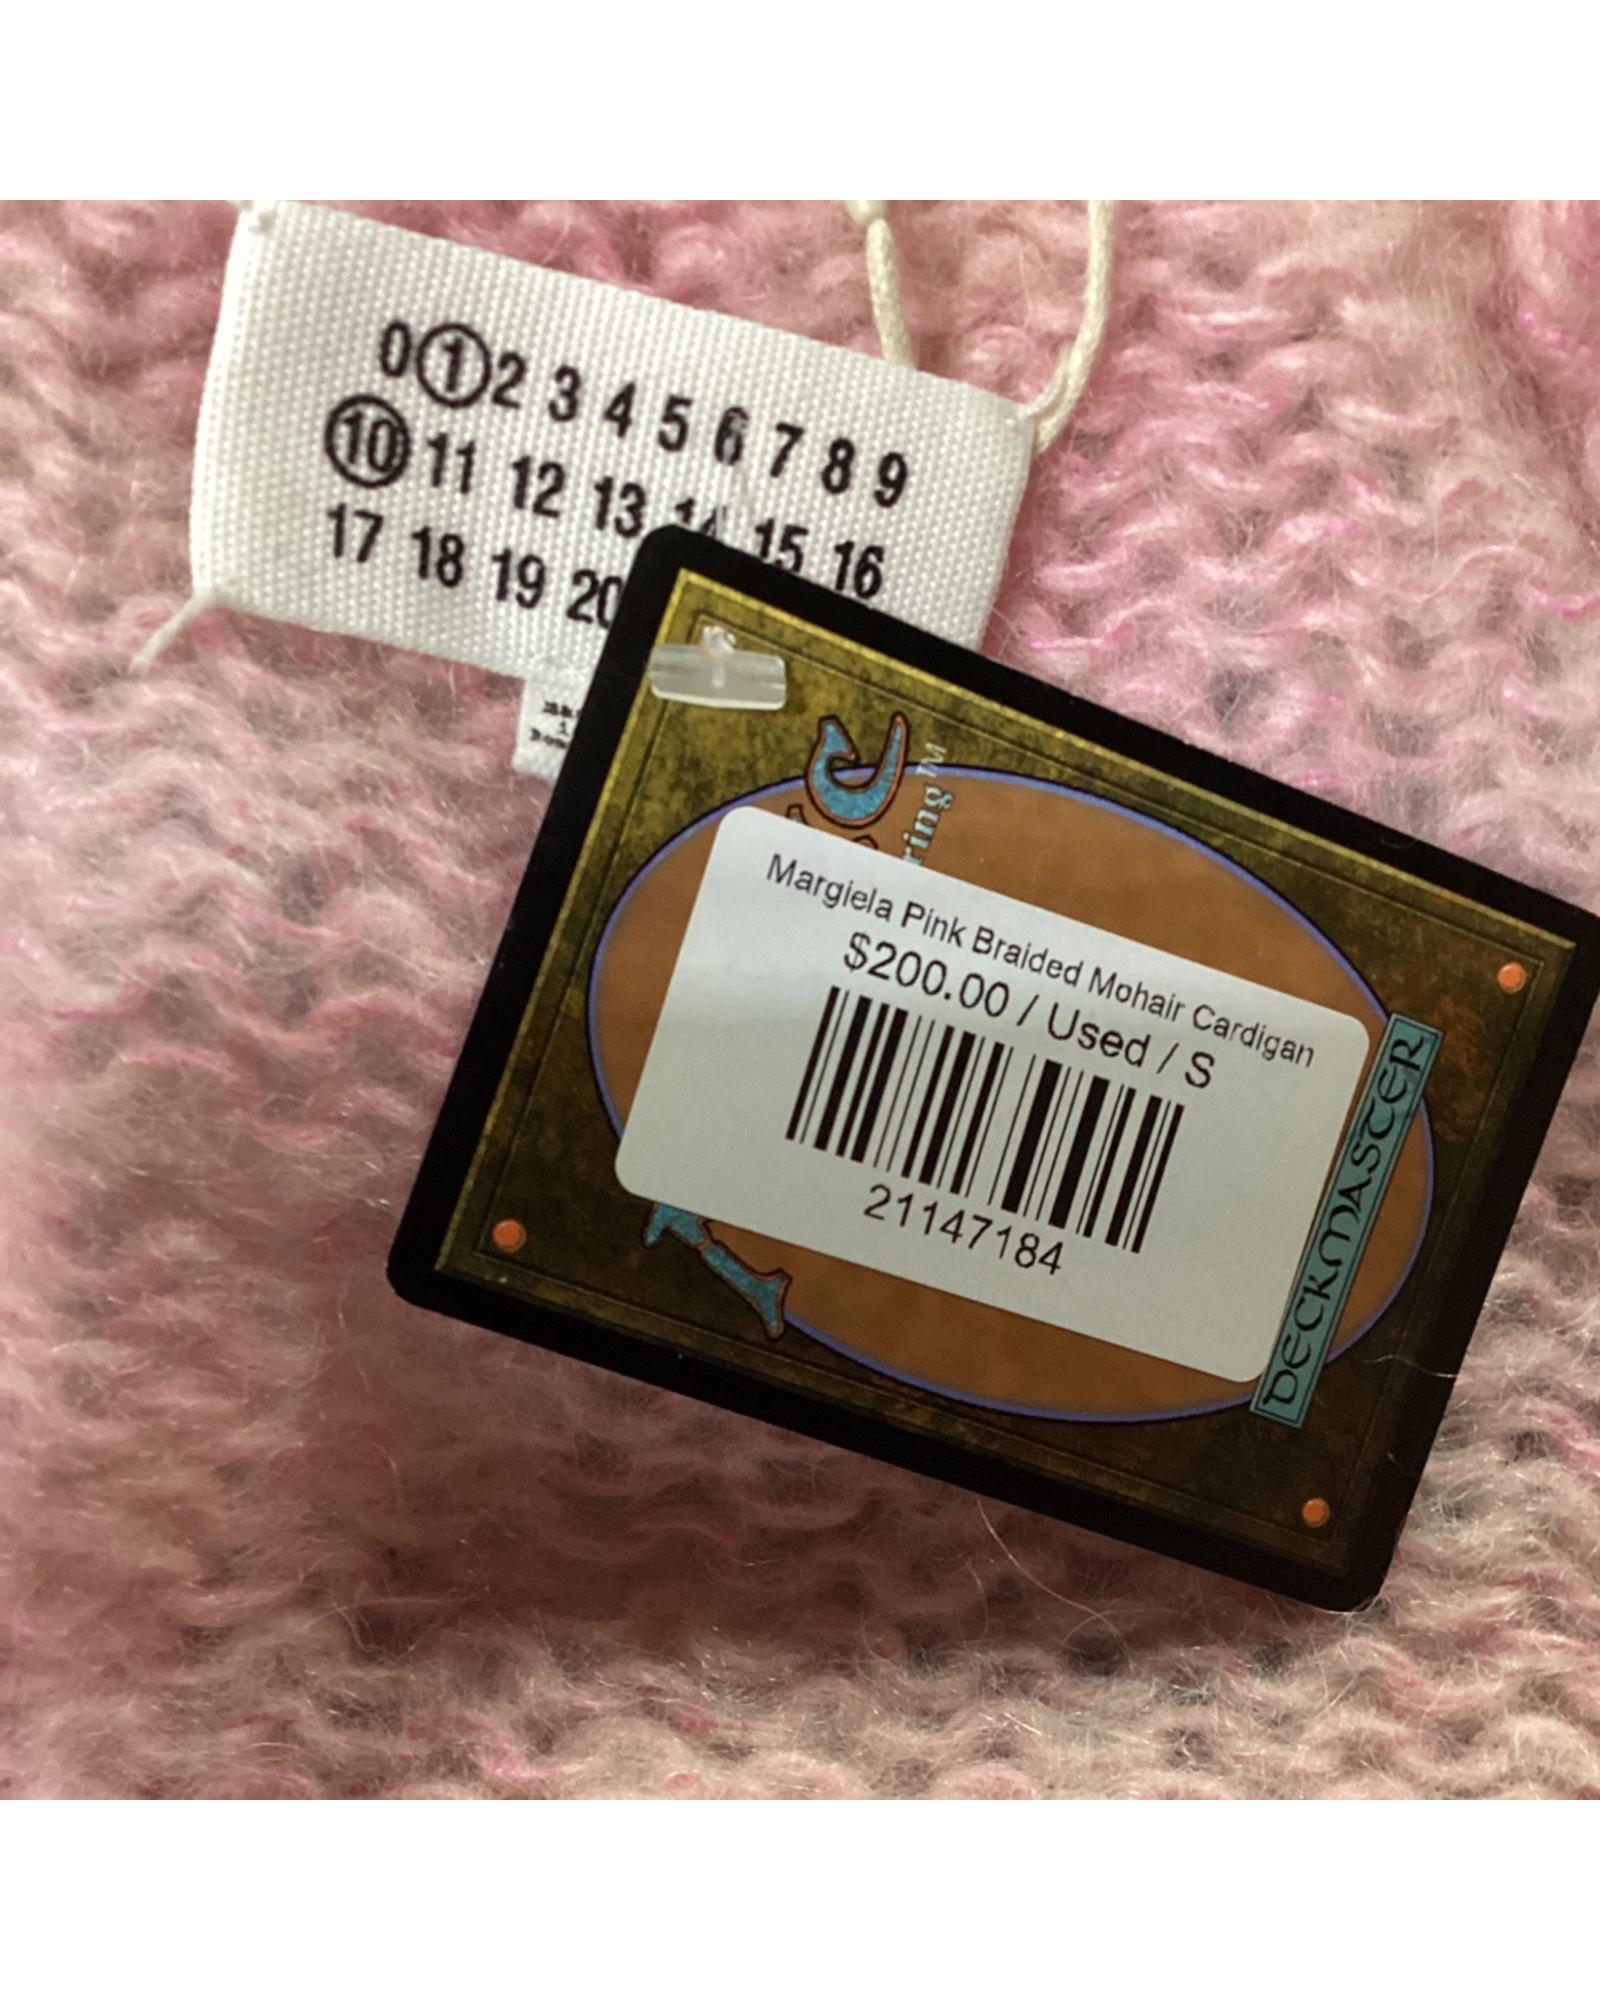 0 1 2 3 4 5 6 7 8 9
10 11 12 13 14 15 16
17 18 19 20
Margiela Pink Braided Mohair Cardigan
$200.00 / Used / S
21147184
DECKMASTER